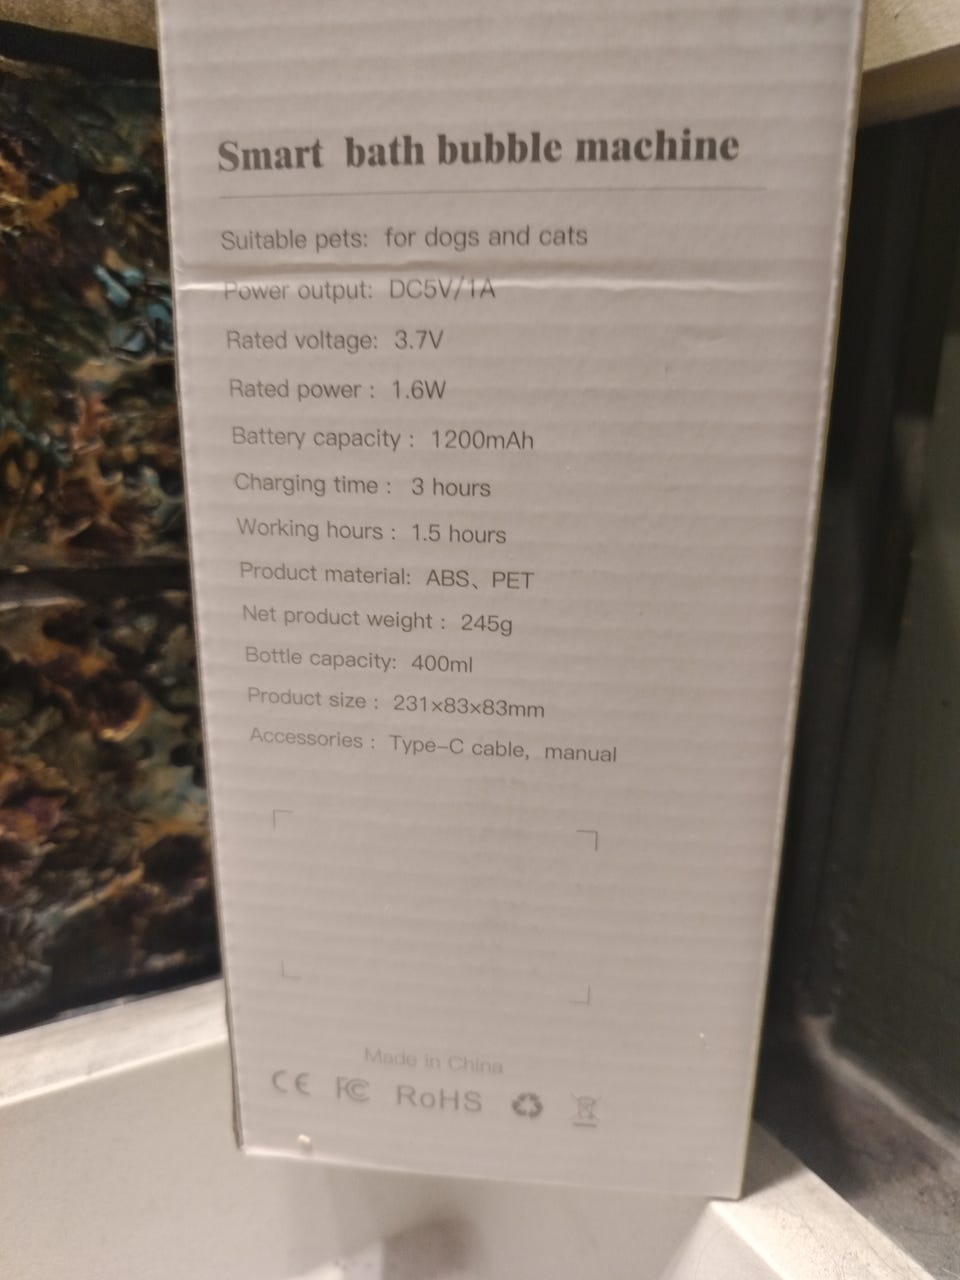 Smart bath bubble machine
Suitable pets: for dogs and cats
Power output: DC5V/1A
Rated voltage: 3.7V
Rated power : 1.6W
Battery capacity : 1200mAh
Charging time : 3 hours
Working hours : 1.5 hours
Product material: ABS、PET
Net product weight : 245g
Bottle capacity: 400ml
Product size : 231×83×83mm
Accessories : Type-C cable, manual
Made in China
CE FC RoHS